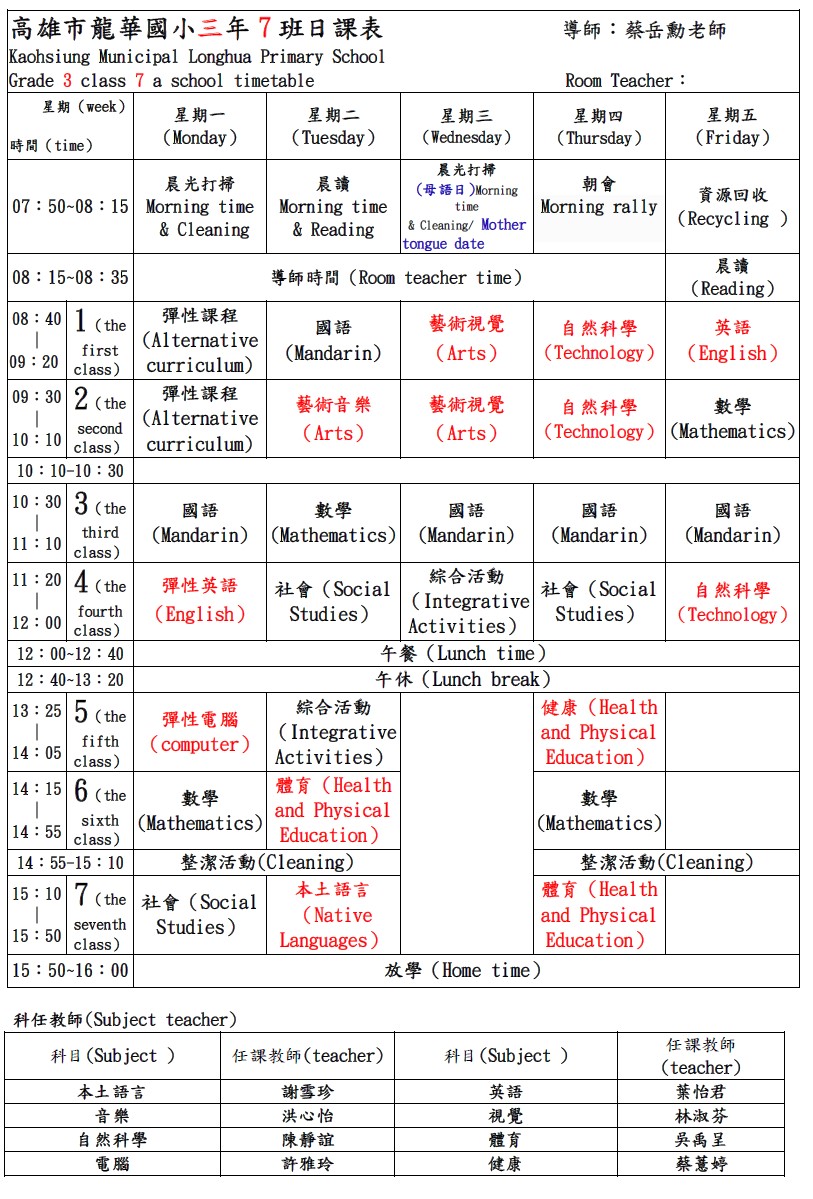 高雄市龍華國小三年 7 班日課表 導師：蔡岳勳老師
Kaohsiung Municipal Longhua Primary School
Grade 3 class 7 a school timetable Room Teacher：
星期（week）
時間（time）
星期一
（Monday）
星期二
（Tuesday）
星期三
（Wednesday）
星期四
（Thursday）
星期五
（Friday）
07：50~08：15
晨光打掃
Morning time
& Cleaning
晨讀
Morning time
& Reading
晨光打掃
（母語日）Morning
time
& Cleaning/ Mother
tongue date
朝會
Morning rally
資源回收
（Recycling ）
08：15~08：35
導師時間（Room teacher time）
晨讀
（Reading）
08：40
｜
09：20
1（the
first
class）
彈性課程
（Alternative
curriculum）
國語
（Mandarin）
藝術視覺
（Arts）
自然科學
（Technology）
英語
（English）
09：30
｜
10：10
2（the
second
class）
彈性課程
（Alternative
curriculum）
藝術音樂
（Arts）
藝術視覺
（Arts）
自然科學
（Technology）
數學
（Mathematics）
10：10-10：30
10：30
｜
11：10
3（the
third
class）
國語
（Mandarin）
數學
（Mathematics）
國語
（Mandarin）
國語
（Mandarin）
國語
（Mandarin）
11：20
｜
12：00
4（the
fourth
class）
彈性英語
（English）
社會（Social
Studies）
綜合活動
（Integrative
Activities）
社會（Social
Studies）
自然科學
（Technology）
12：00~12：40
午餐（Lunch time）
12：40~13：20
午休（Lunch break）
13：25
｜
14：05
5（the
fifth
class）
彈性電腦
（computer）
綜合活動
（Integrative
Activities）
健康（Health
and Physical
Education）
14：15
｜
14：55
6（the
sixth
class）
數學
（Mathematics）
體育（Health
and Physical
Education）
數學
（Mathematics）
14：55-15：10
整潔活動(Cleaning)
整潔活動(Cleaning)
15：10
｜
15：50
7（the
seventh
class）
社會（Social
Studies）
本土語言
（Native
Languages）
體育（Health
and Physical
Education）
15：50~16：00
放學（Home time）
科任教師(Subject teacher)
科目(Subject ) 任課教師(teacher) 科目(Subject ) 任課教師
(teacher)
本土語言 謝雪珍 英語 葉怡君
音樂 洪心怡 視覺 林淑芬
自然科學 陳靜誼 體育 吳禹呈
電腦 許雅玲 健康 蔡薏婷